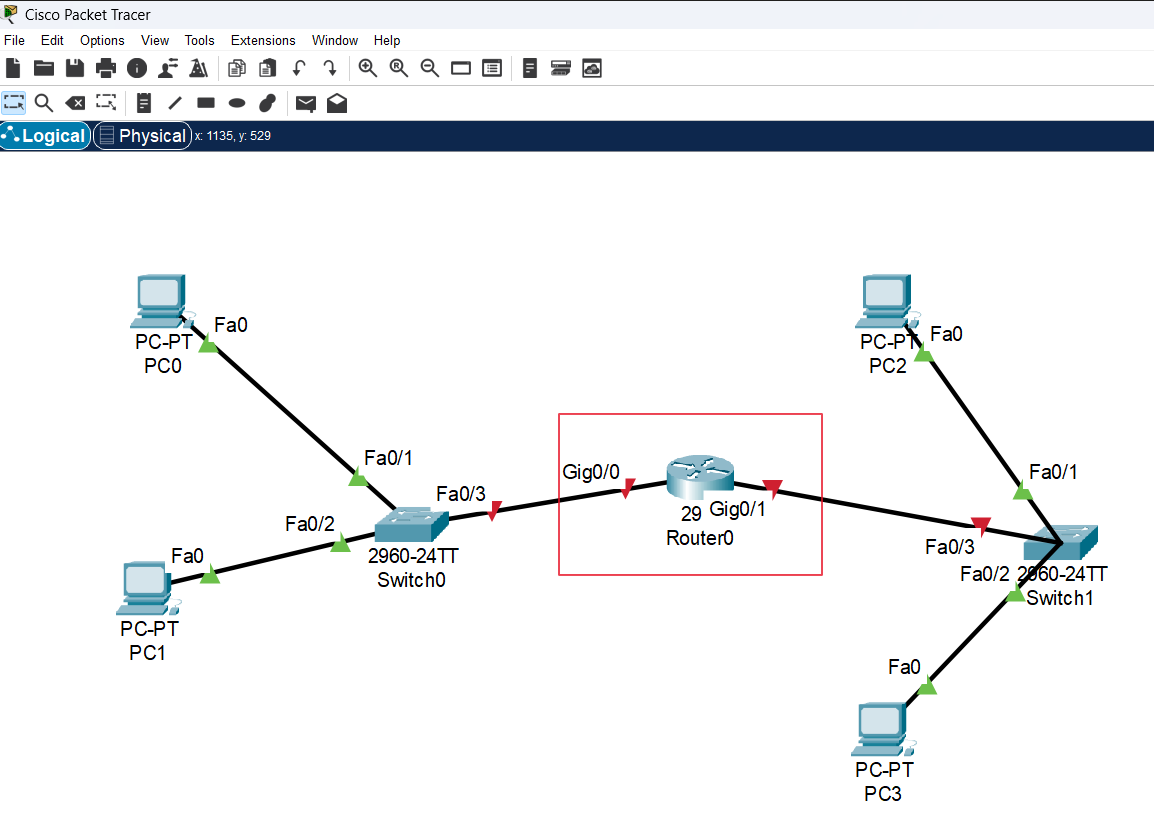 Cisco Packet Tracer
File Edit Options View Tools Extensions Window Help
Logical Physical x: 1135, y: 529
Fa0
PC-PT
PC0
Fa0/1
Fa0/2
Fa0/3
Fa0
PC-PT
PC1
2960-24TT
Switch0
Gig0/0
29 Gig0/1
Router0
Fa0
PC-PT
PC2
Fa0/1
Fa0/3
Fa0/2 2960-24TT
Switch1
Fa0
PC-PT
PC3